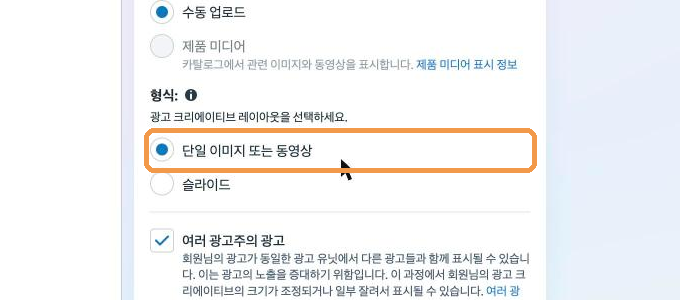 수동 업로드
제품 미디어
카탈로그에서 관련 이미지와 동영상을 표시합니다. 제품 미디어 표시 정보
형식:
광고 크리에이티브 레이아웃을 선택하세요.
단일 이미지 또는 동영상
슬라이드
여러 광고주의 광고
회원님의 광고가 동일한 광고 유닛에서 다른 광고들과 함께 표시될 수 있습니
다. 이는 광고의 노출을 증대하기 위함입니다. 이 과정에서 회원님의 광고 크
리에이티브의 크기가 조정되거나 일부 잘려서 표시될 수 있습니다. 여러 광